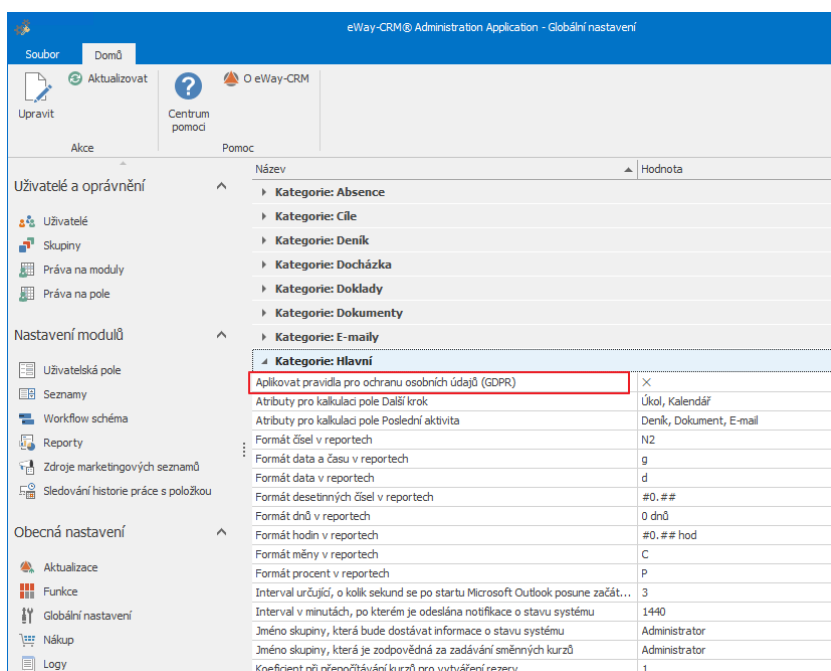 eWay-CRM® Administration Application - Globální nastavení
Soubor Domů
Upravit
Aktualizovat
Centrum
pomoci
O eWay-CRM
Akce Pomoc
Uživatelé a oprávnění
Uživatelé
Skupiny
Práva na moduly
Práva na pole
Nastavení modulů
Uživatelská pole
Seznamy
Workflow schéma
Reporty
Zdroje marketingových seznamů
Sledování historie práce s položkou
Obecná nastavení
Aktualizace
Funkce
Globální nastavení
Nákup
Logy
Název Hodnota
Kategorie: Absence
Kategorie: Cíle
Kategorie: Deník
Kategorie: Docházka
Kategorie: Doklady
Kategorie: Dokumenty
Kategorie: E-maily
Kategorie: Hlavní
Aplikovat pravidla pro ochranu osobních údajů (GDPR)
Atributy pro kalkulaci pole Další krok Úkol, Kalendář
Atributy pro kalkulaci pole Poslední aktivita Deník, Dokument, E-mail
Formát čísel v reportech N2
Formát data a času v reportech g
Formát data v reportech d
Formát desetinných čísel v reportech #0.##
Formát dnů v reportech 0 dnů
Formát hodin v reportech #0.## hod
Formát měny v reportech C
Formát procent v reportech P
Interval určující, o kolik sekund se po startu Microsoft Outlook posune začát... 3
Interval v minutách, po kterém je odeslána notifikace o stavu systému 1440
Jméno skupiny, která bude dostávat informace o stavu systému Administrator
Jméno skupiny, která je zodpovědná za zadávání směnných kurzů Administrator
Koeficient při přepočítávání kurzů pro vytváření rezervy 1